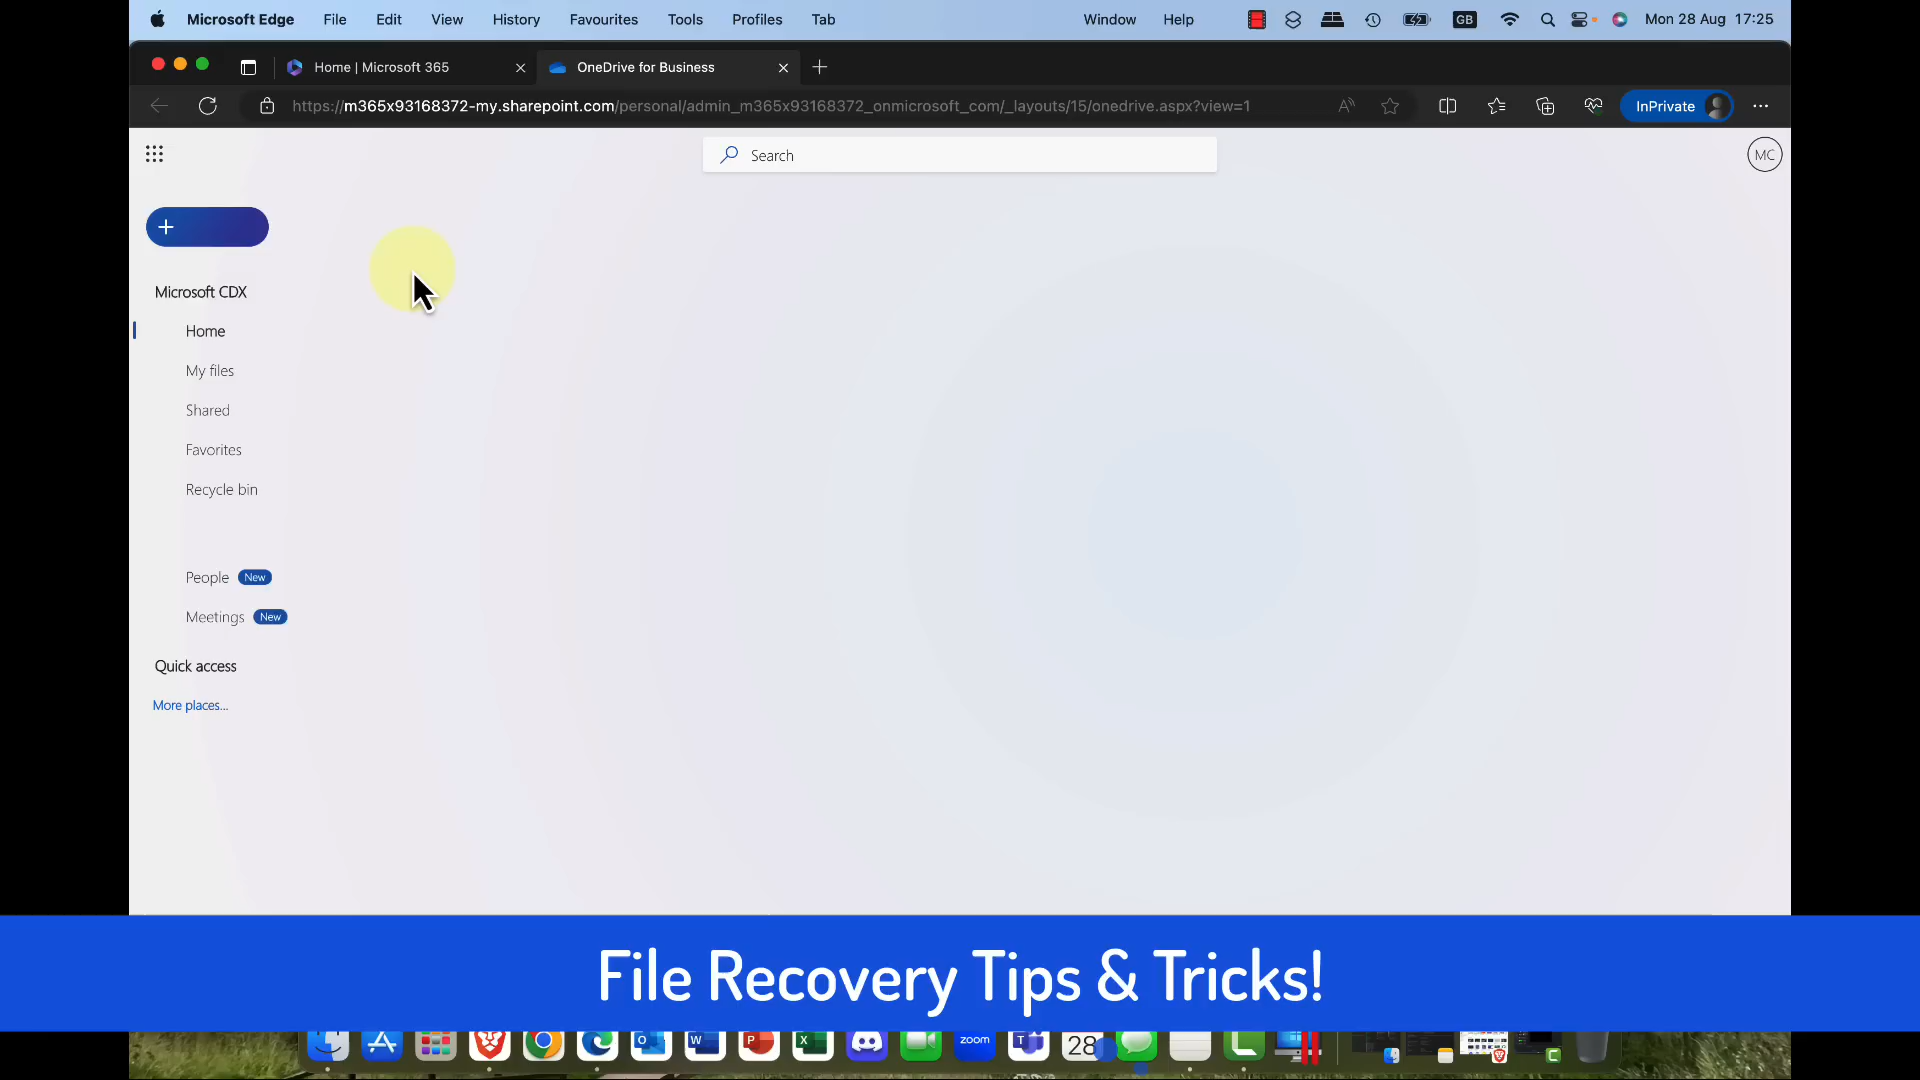 Microsoft Edge File Edit View History Favourites Tools Profiles Tab Window Help GB Mon 28 Aug 17:25
Home | Microsoft 365 OneDrive for Business
https://m365x93168372-my.sharepoint.com/personal/admin_m365x93168372_onmicrosoft_com/_layouts/15/onedrive.aspx?view=1 InPrivate
Search MC
Microsoft CDX
Home
My files
Shared
Favorites
Recycle bin
People New
Meetings New
Quick access
More places...
File Recovery Tips & Tricks!
O W P X zoom T 28